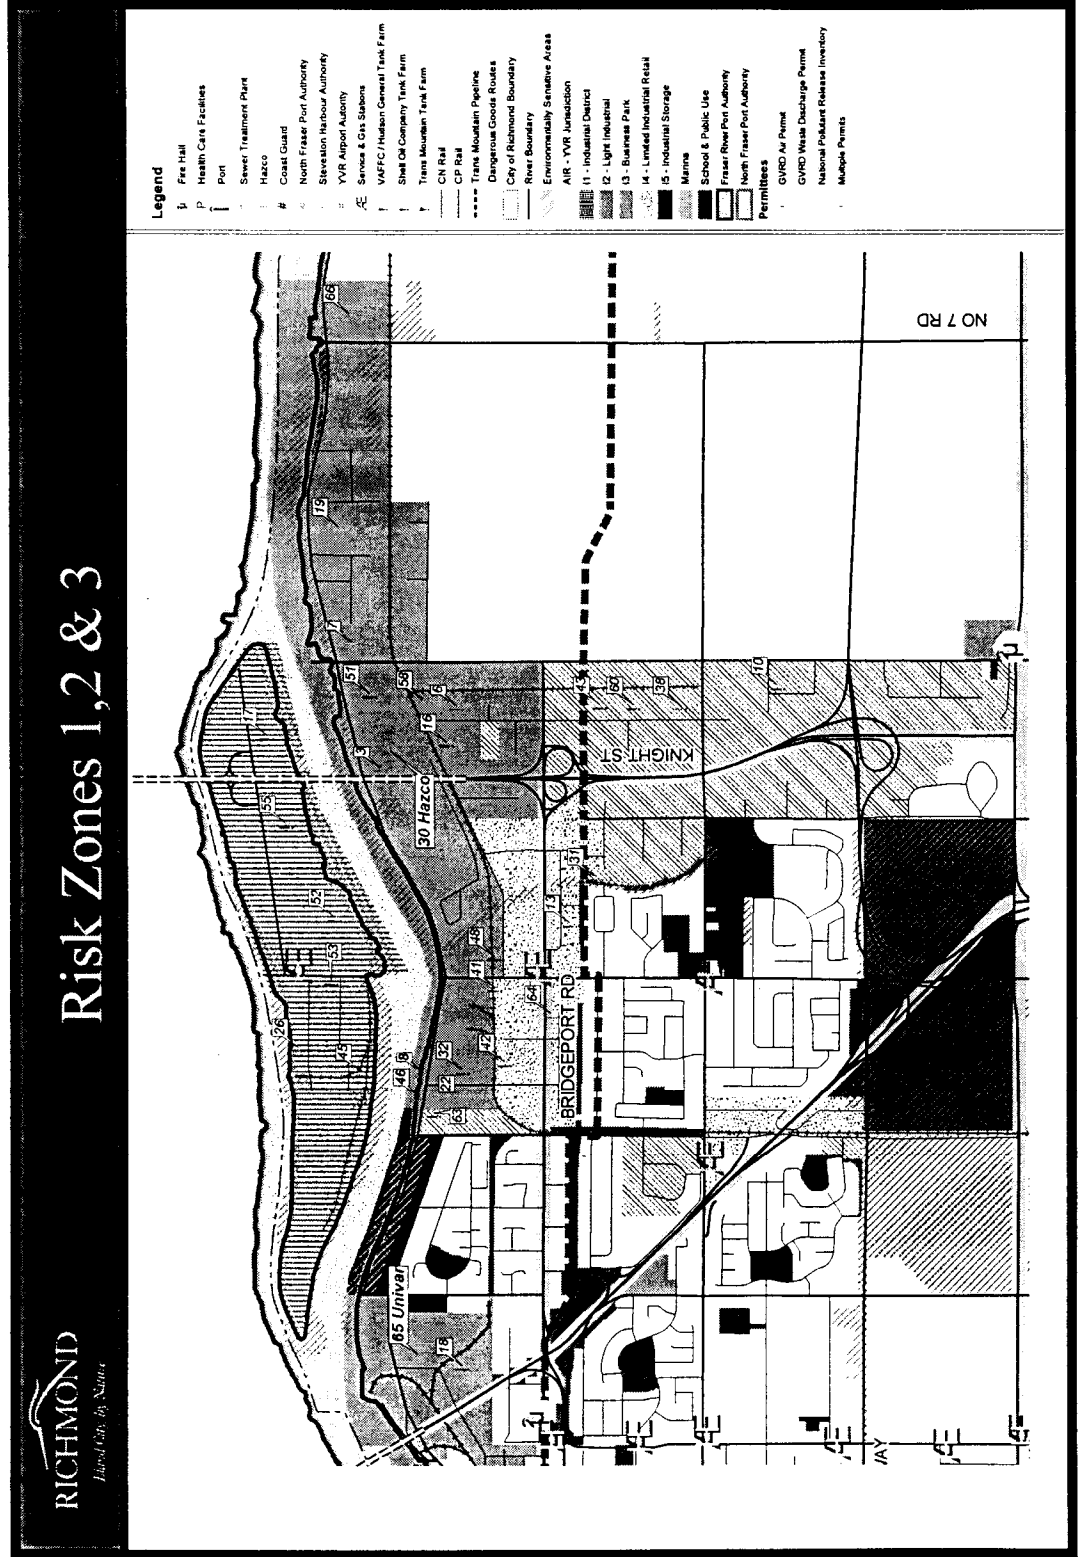 RICHMOND
Island City, by Nature
Risk Zones 1,2 & 3
Legend
Fire Hall
P Health Care Facilities
Port
Sewer Treatment Plant
Hazco
# Coast Guard
North Fraser Port Authority
Steveston Harbour Authority
YVR Airport Autority
Æ Service & Gas Stations
VAFFC / Hudson General Tank Farm
Shell Oil Company Tank Farm
Trans Mountain Tank Farm
CN Rail
CP Rail
Trans Mountain Pipeline
Dangerous Goods Routes
City of Richmond Boundary
River Boundary
Environmentally Sensitive Areas
AIR - YVR Jurisdiction
I1 - Industrial District
I2 - Light Industrial
I3 - Business Park
I4 - Limited Industrial Retail
I5 - Industrial Storage
Marina
School & Public Use
Fraser River Port Authority
North Fraser Port Authority
Permittees
GVRD Air Permit
GVRD Waste Discharge Permit
National Pollutant Release Inventory
Multiple Permits
66
19
7
17
55
52
53
26
45
51
3
58
6
16
30 Hazco
15
60
38
10
KNIGHT ST
NO 7 RD
31
13
48
41
64
42
32
22
8
46
63
BRIDGEPORT RD
65 Univar
18
/AY